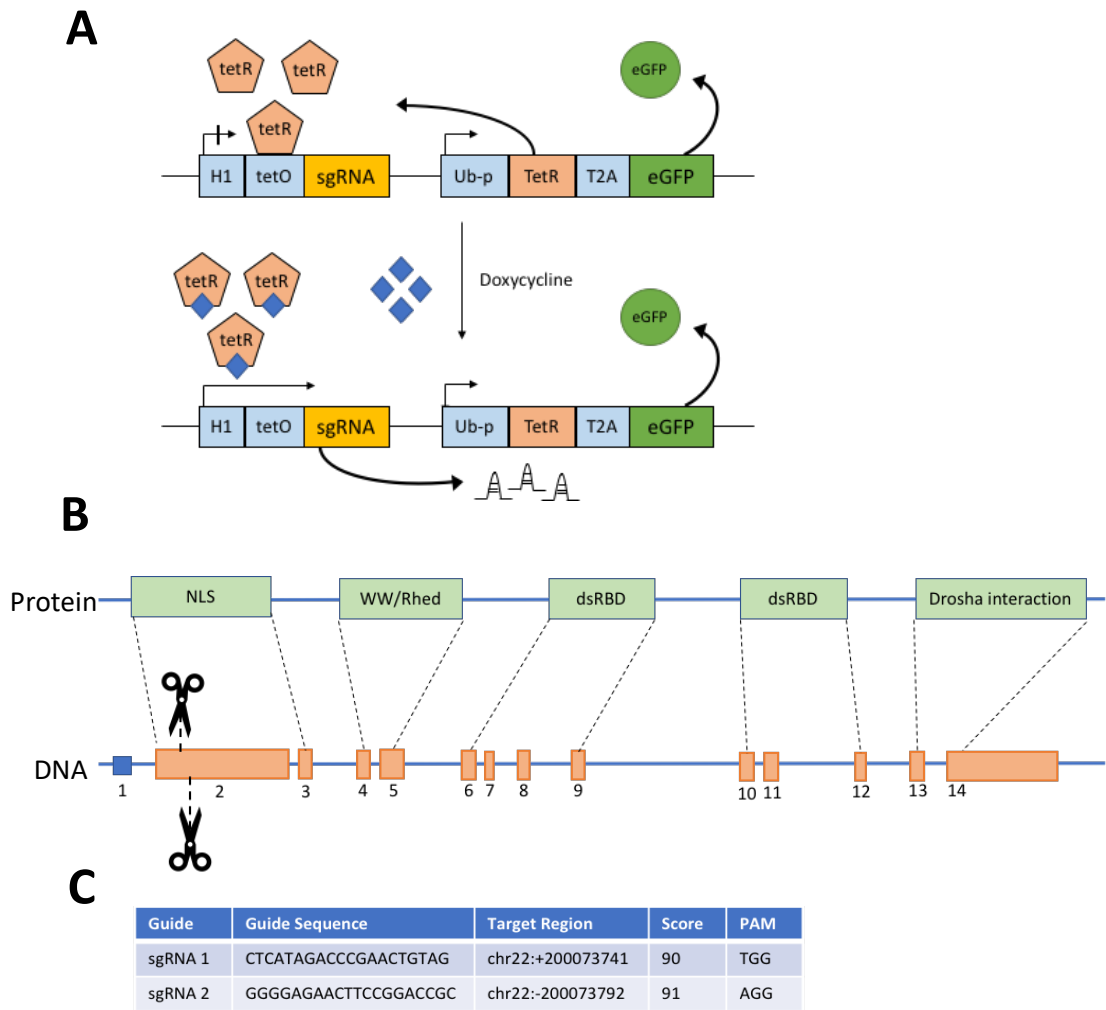 A
tetR
tetR
eGFP
tetR
H1
tetO
sgRNA
Ub-p
TetR
T2A
eGFP
tetR
tetR
Doxycycline
tetR
eGFP
H1
tetO
sgRNA
Ub-p
TetR
T2A
eGFP
B
Protein
NLS
WW/Rhed
dsRBD
dsRBD
Drosha interaction
DNA
1
2
3
4
5
6
7
8
9
10
11
12
13
14
C
Guide Guide Sequence Target Region Score PAM
sgRNA 1 CTCATAGACCCGAACTGTAG chr22:+200073741 90 TGG
sgRNA 2 GGGGAGAACTTCCGGACCGC chr22:-200073792 91 AGG